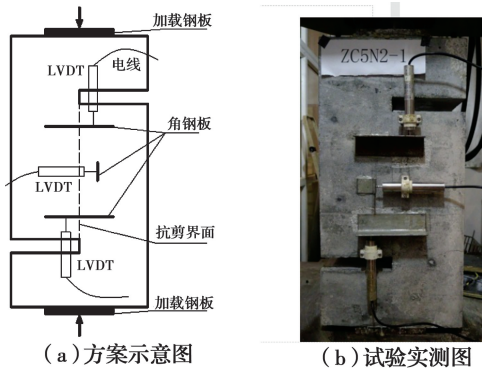 加载钢板
LVDT
电线
角钢板
LVDT
抗剪界面
LVDT
加载钢板
(a)方案示意图
ZC5N2-1
(b)试验实测图